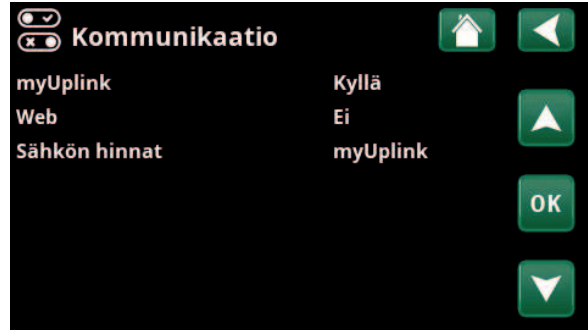 Kommunikaatio
myUplink Kyllä
Web Ei
Sähkön hinnat myUplink
OK